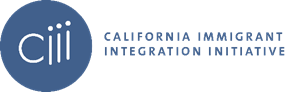 ciii
CALIFORNIA IMMIGRANT
INTEGRATION INITIATIVE